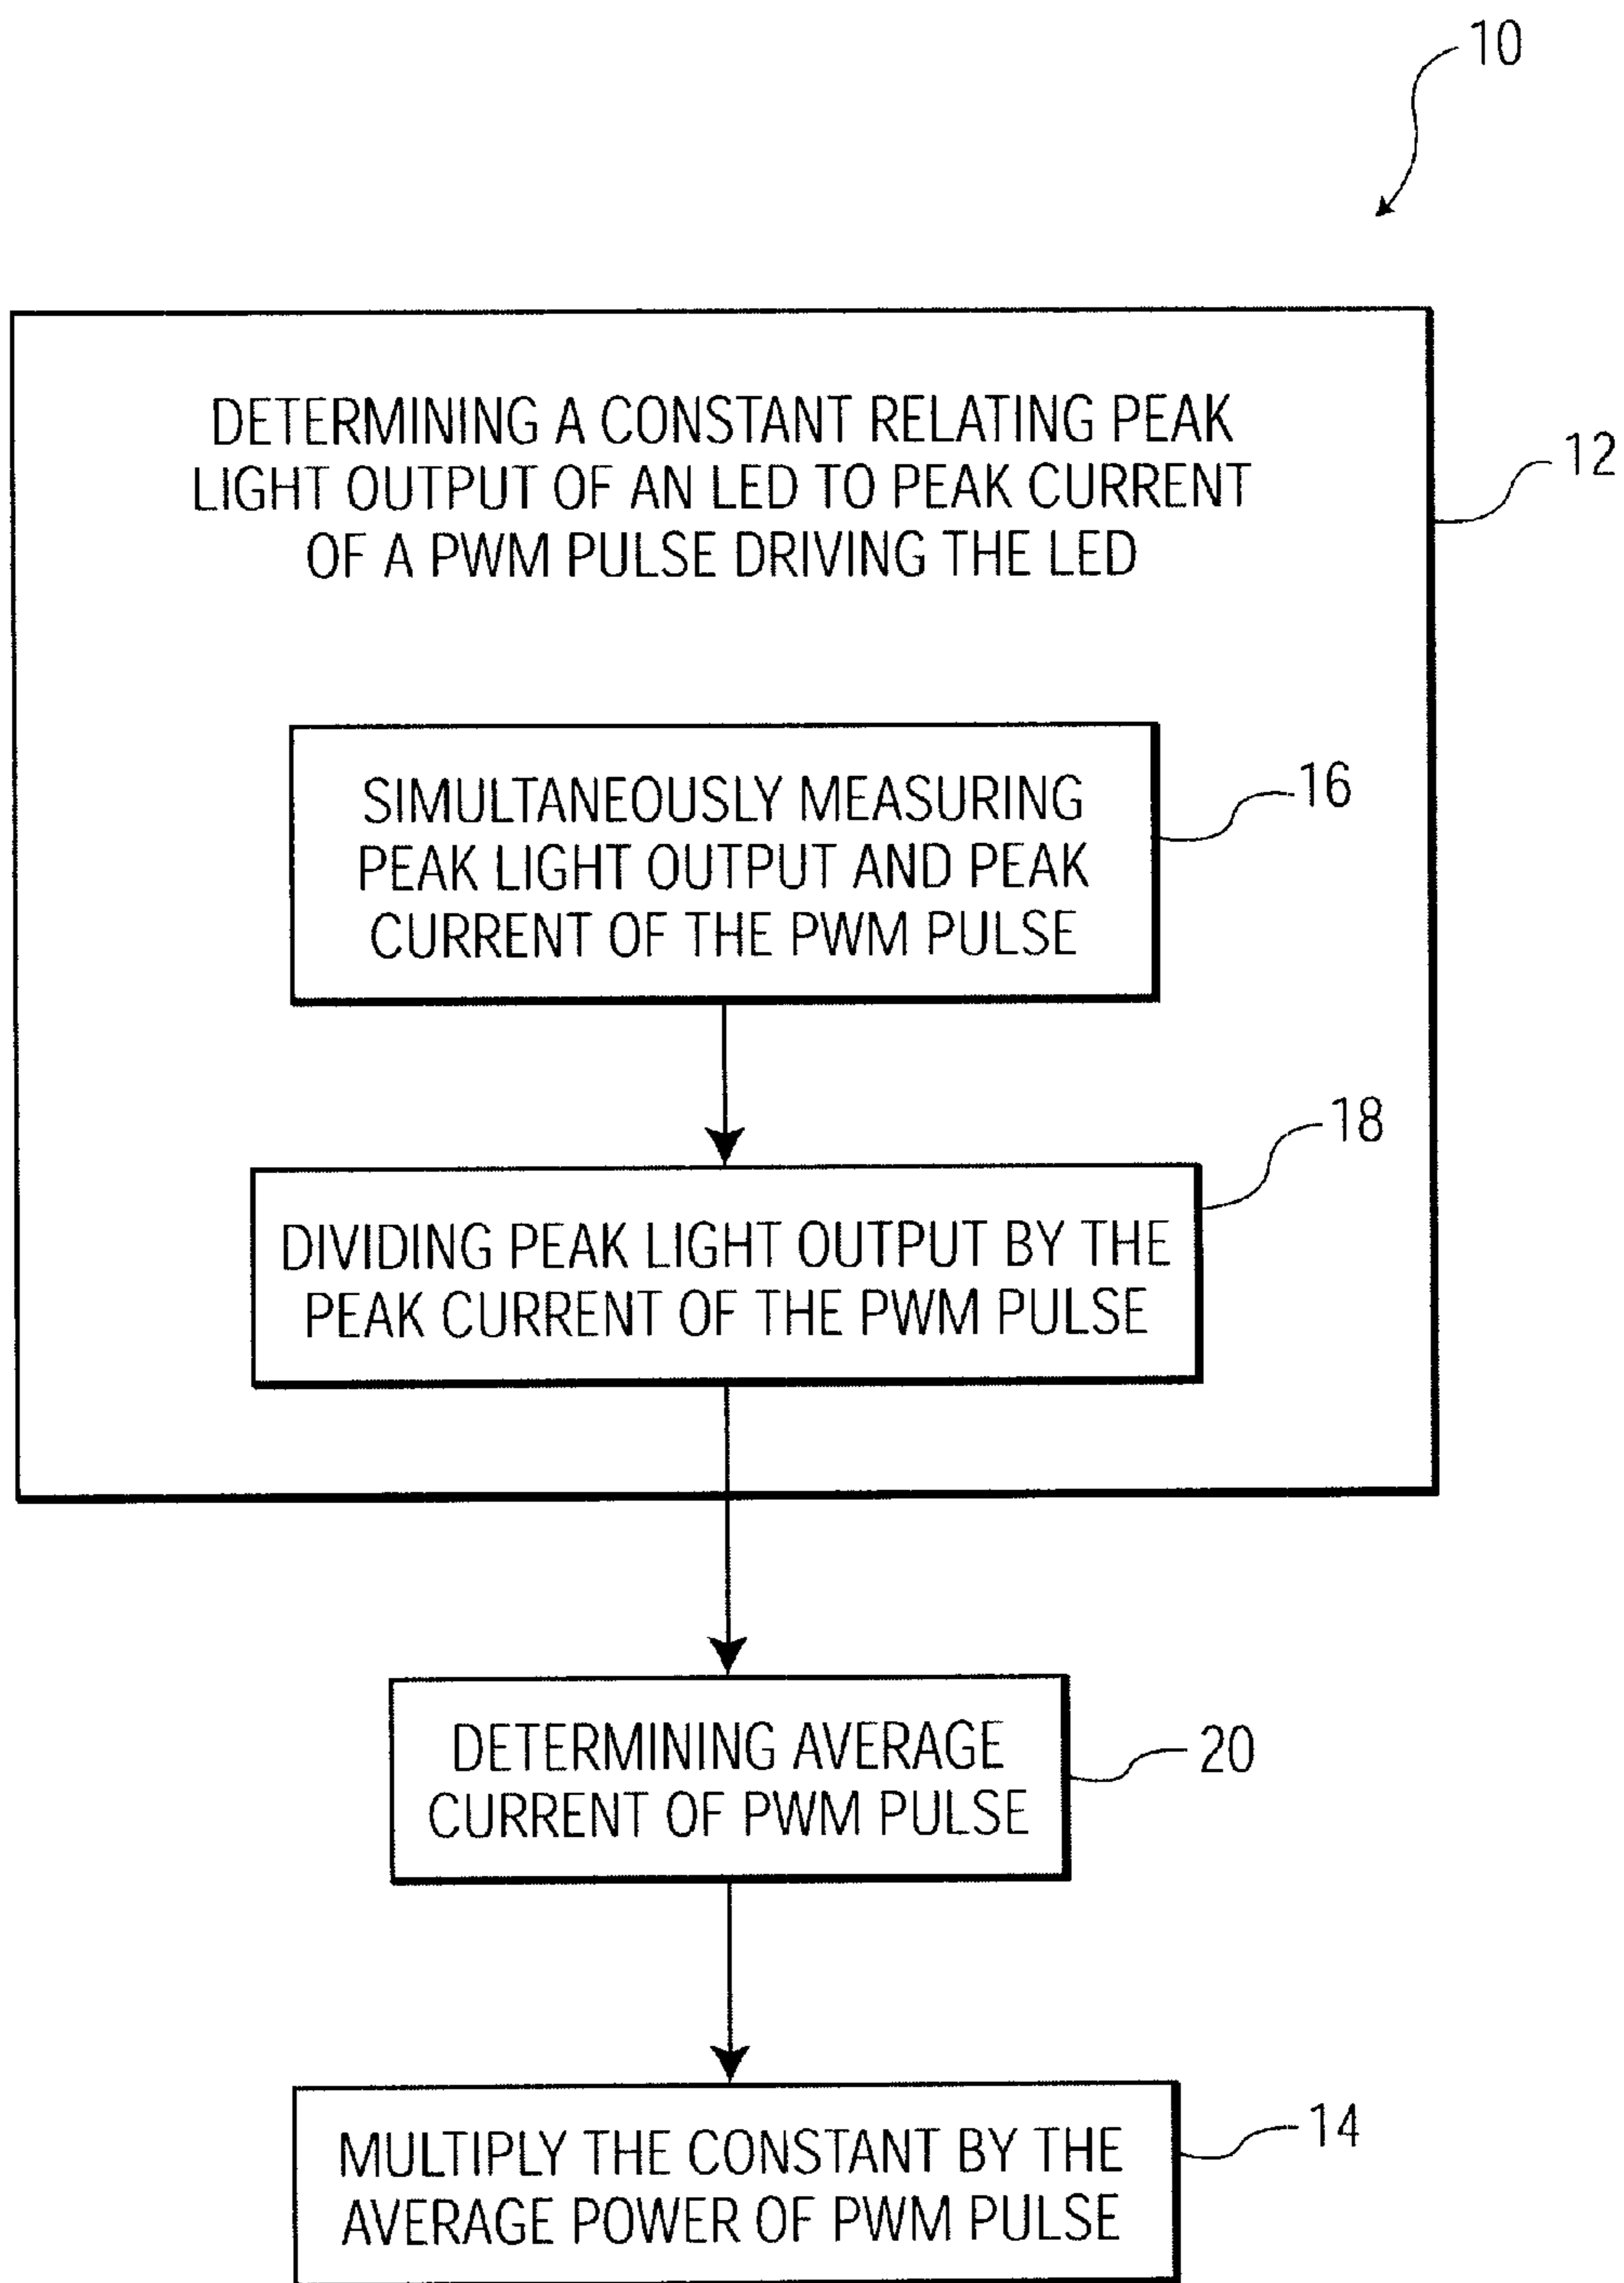 10
DETERMINING A CONSTANT RELATING PEAK
LIGHT OUTPUT OF AN LED TO PEAK CURRENT
OF A PWM PULSE DRIVING THE LED
12
SIMULTANEOUSLY MEASURING
PEAK LIGHT OUTPUT AND PEAK
CURRENT OF THE PWM PULSE
16
DIVIDING PEAK LIGHT OUTPUT BY THE
PEAK CURRENT OF THE PWM PULSE
18
DETERMINING AVERAGE
CURRENT OF PWM PULSE
20
MULTIPLY THE CONSTANT BY THE
AVERAGE POWER OF PWM PULSE
14